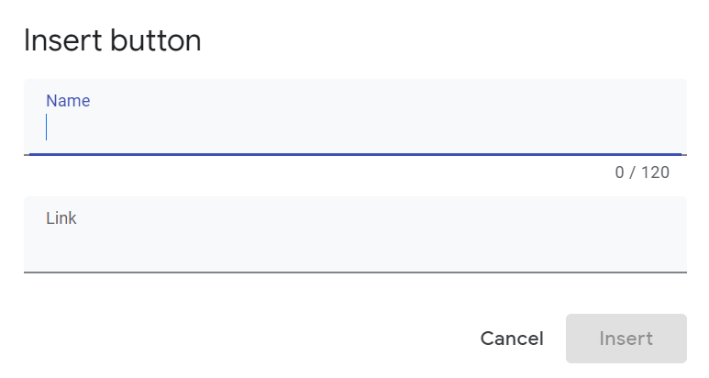 Insert button
Name
0 / 120
Link
Cancel Insert